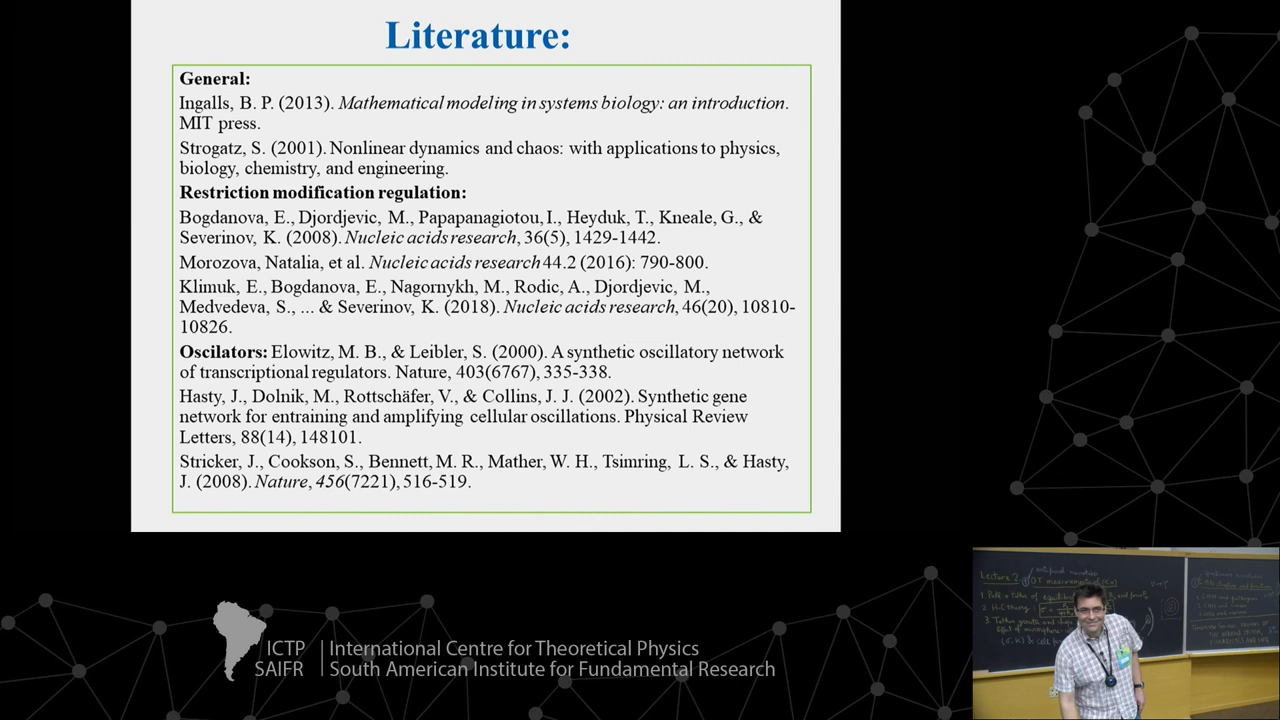 Literature:
General:
Ingalls, B. P. (2013). Mathematical modeling in systems biology: an introduction.
MIT press.
Strogatz, S. (2001). Nonlinear dynamics and chaos: with applications to physics,
biology, chemistry, and engineering.
Restriction modification regulation:
Bogdanova, E., Djordjevic, M., Papapanagiotou, I., Heyduk, T., Kneale, G., &
Severinov, K. (2008). Nucleic acids research, 36(5), 1429-1442.
Morozova, Natalia, et al. Nucleic acids research 44.2 (2016): 790-800.
Klimuk, E., Bogdanova, E., Nagornykh, M., Rodic, A., Djordjevic, M.,
Medvedeva, S., ... & Severinov, K. (2018). Nucleic acids research, 46(20), 10810-
10826.
Oscilators: Elowitz, M. B., & Leibler, S. (2000). A synthetic oscillatory network
of transcriptional regulators. Nature, 403(6767), 335-338.
Hasty, J., Dolnik, M., Rottschäfer, V., & Collins, J. J. (2002). Synthetic gene
network for entraining and amplifying cellular oscillations. Physical Review
Letters, 88(14), 148101.
Stricker, J., Cookson, S., Bennett, M. R., Mather, W. H., Tsimring, L. S., & Hasty,
J. (2008). Nature, 456(7221), 516-519.
Lecture 2.
ICTP
SAIFR
International Centre for Theoretical Physics
South American Institute for Fundamental Research